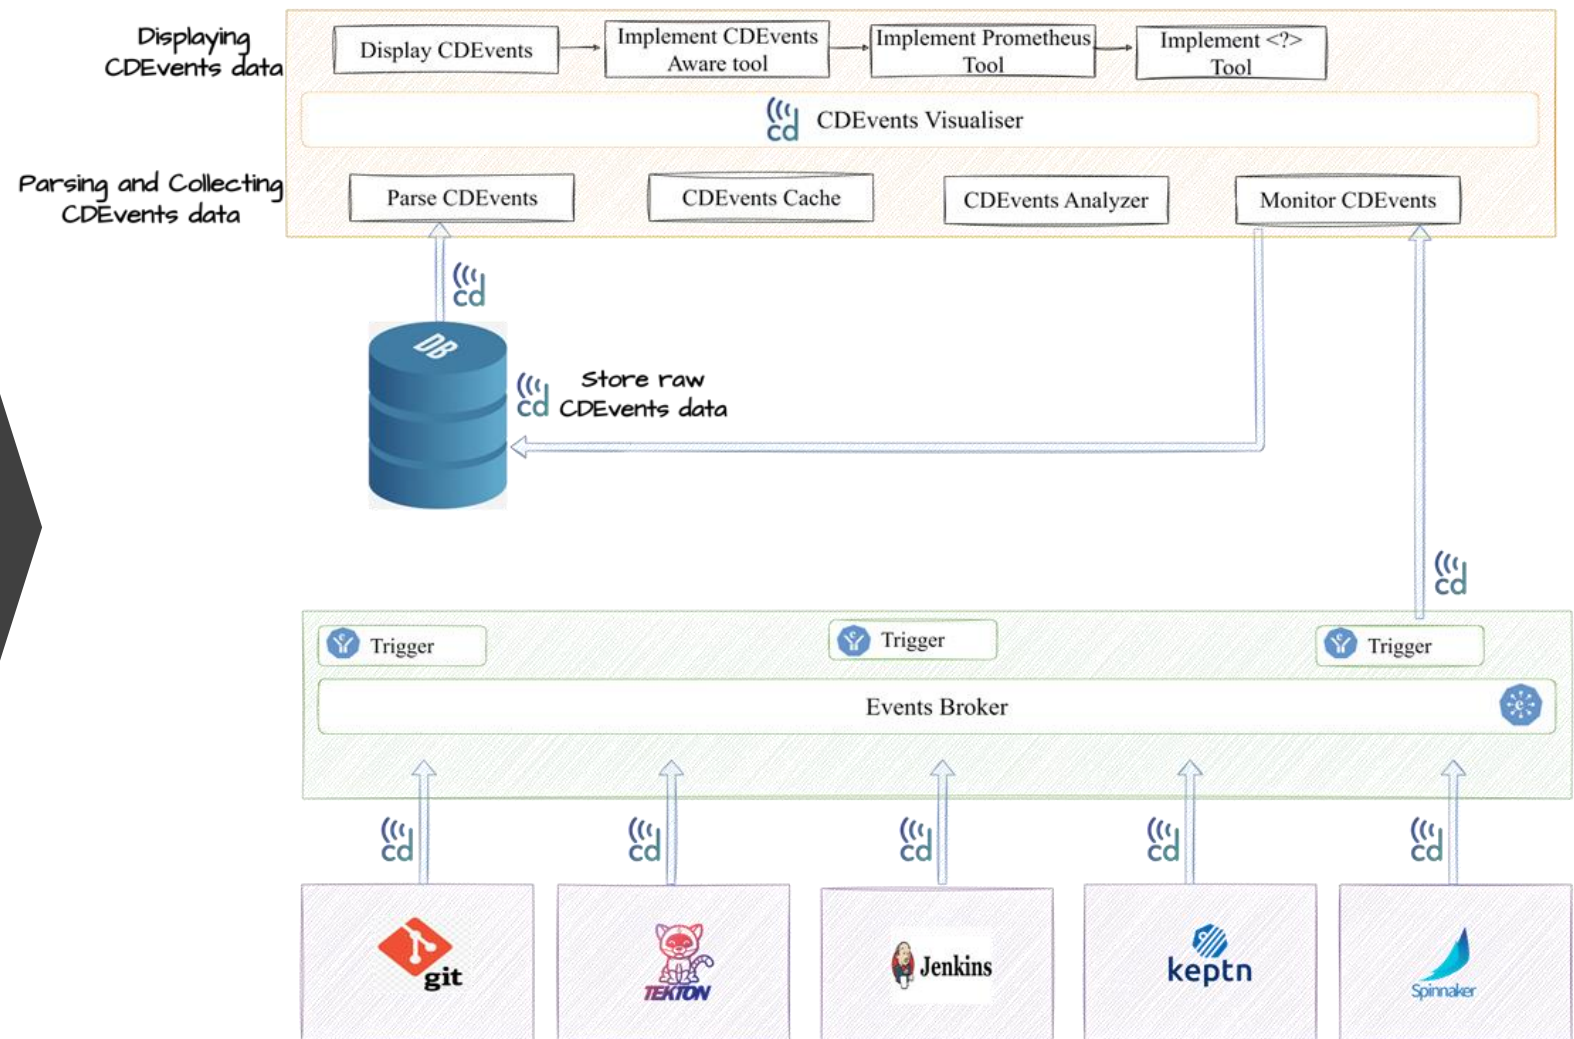 Displaying
CDEvents data
Display CDEvents
Implement CDEvents
Aware tool
Implement Prometheus
Tool
Implement <?>
Tool
cd CDEvents Visualiser
Parsing and Collecting
CDEvents data
Parse CDEvents
CDEvents Cache
CDEvents Analyzer
Monitor CDEvents
cd
DB
cd
Store raw
CDEvents data
cd
e Trigger
e Trigger
e Trigger
Events Broker
e
cd
cd
cd
cd
cd
git
TEKTON
Jenkins
keptn
Spinnaker